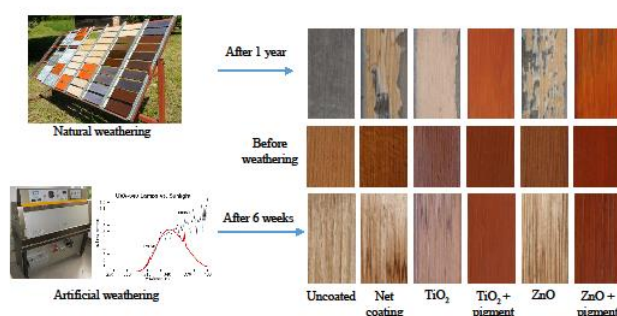 After 1 year
Natural weathering
Before
weathering
After 6 weeks
Artificial weathering
Uncoated
Net
coating
TiO₂
TiO₂ +
pigment
ZnO
ZnO +
pigment